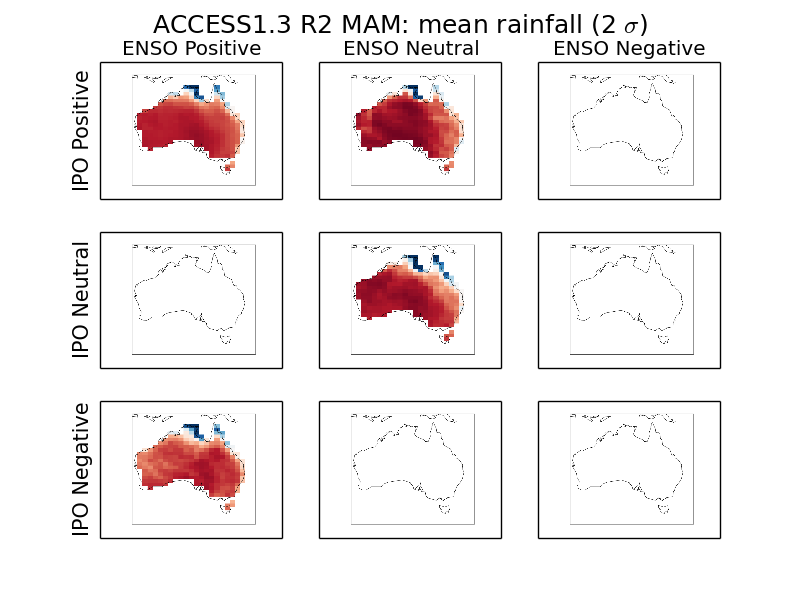 ACCESS1.3 R2 MAM: mean rainfall (2 σ)
ENSO Positive ENSO Neutral ENSO Negative
IPO Positive
IPO Neutral
IPO Negative